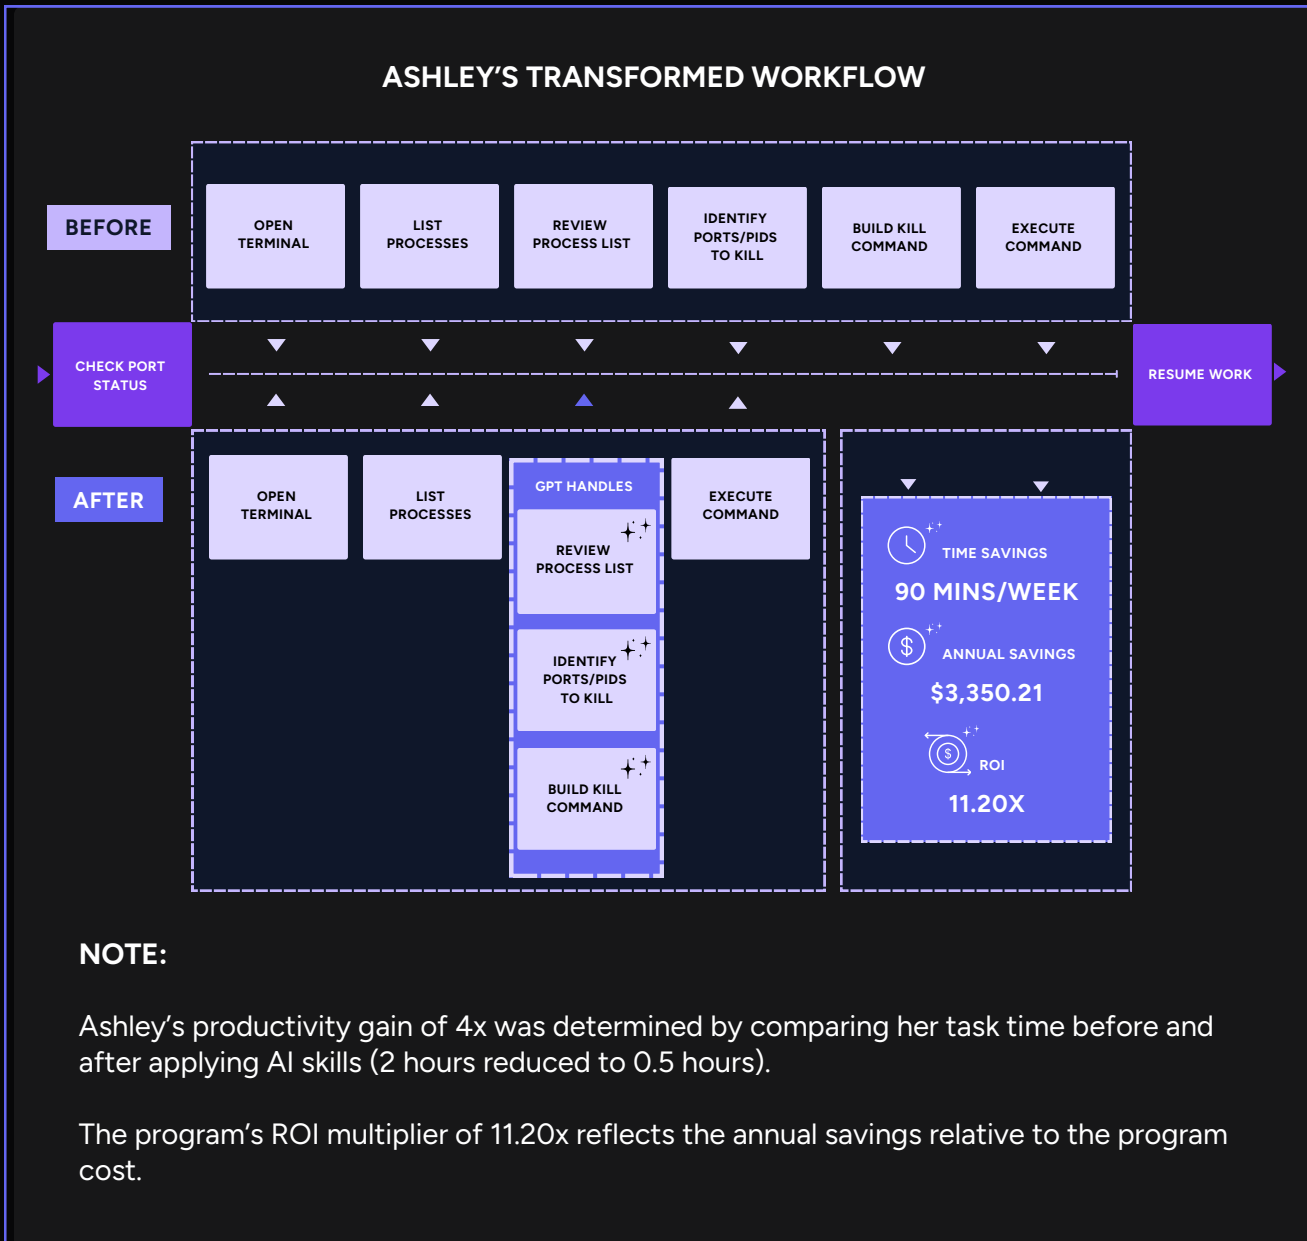 ASHLEY’S TRANSFORMED WORKFLOW
BEFORE
OPEN
TERMINAL
LIST
PROCESSES
REVIEW
PROCESS LIST
IDENTIFY
PORTS/PIDS
TO KILL
BUILD KILL
COMMAND
EXECUTE
COMMAND
CHECK PORT
STATUS
RESUME WORK
AFTER
OPEN
TERMINAL
LIST
PROCESSES
GPT HANDLES
REVIEW
PROCESS LIST
IDENTIFY
PORTS/PIDS
TO KILL
BUILD KILL
COMMAND
EXECUTE
COMMAND
TIME SAVINGS
90 MINS/WEEK
$
ANNUAL SAVINGS
$3,350.21
$
ROI
11.20X
NOTE:
Ashley’s productivity gain of 4x was determined by comparing her task time before and
after applying AI skills (2 hours reduced to 0.5 hours).
The program’s ROI multiplier of 11.20x reflects the annual savings relative to the program
cost.